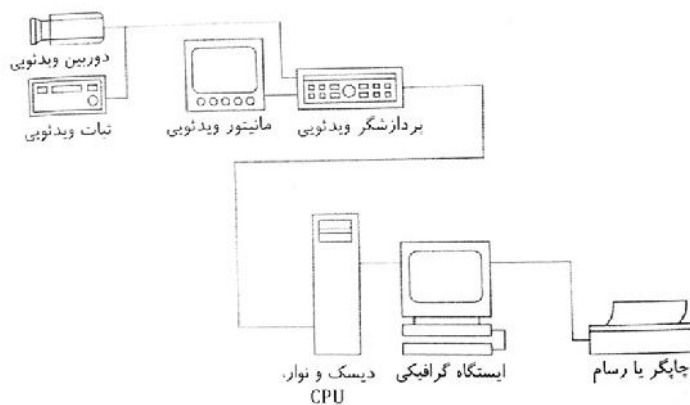 دوربین ویدئویی
ثبات ویدئویی
مانیتور ویدئویی
پردازشگر ویدئویی
دیسک و نوار،
CPU
ایستگاه گرافیکی
چاپگر یا رسام